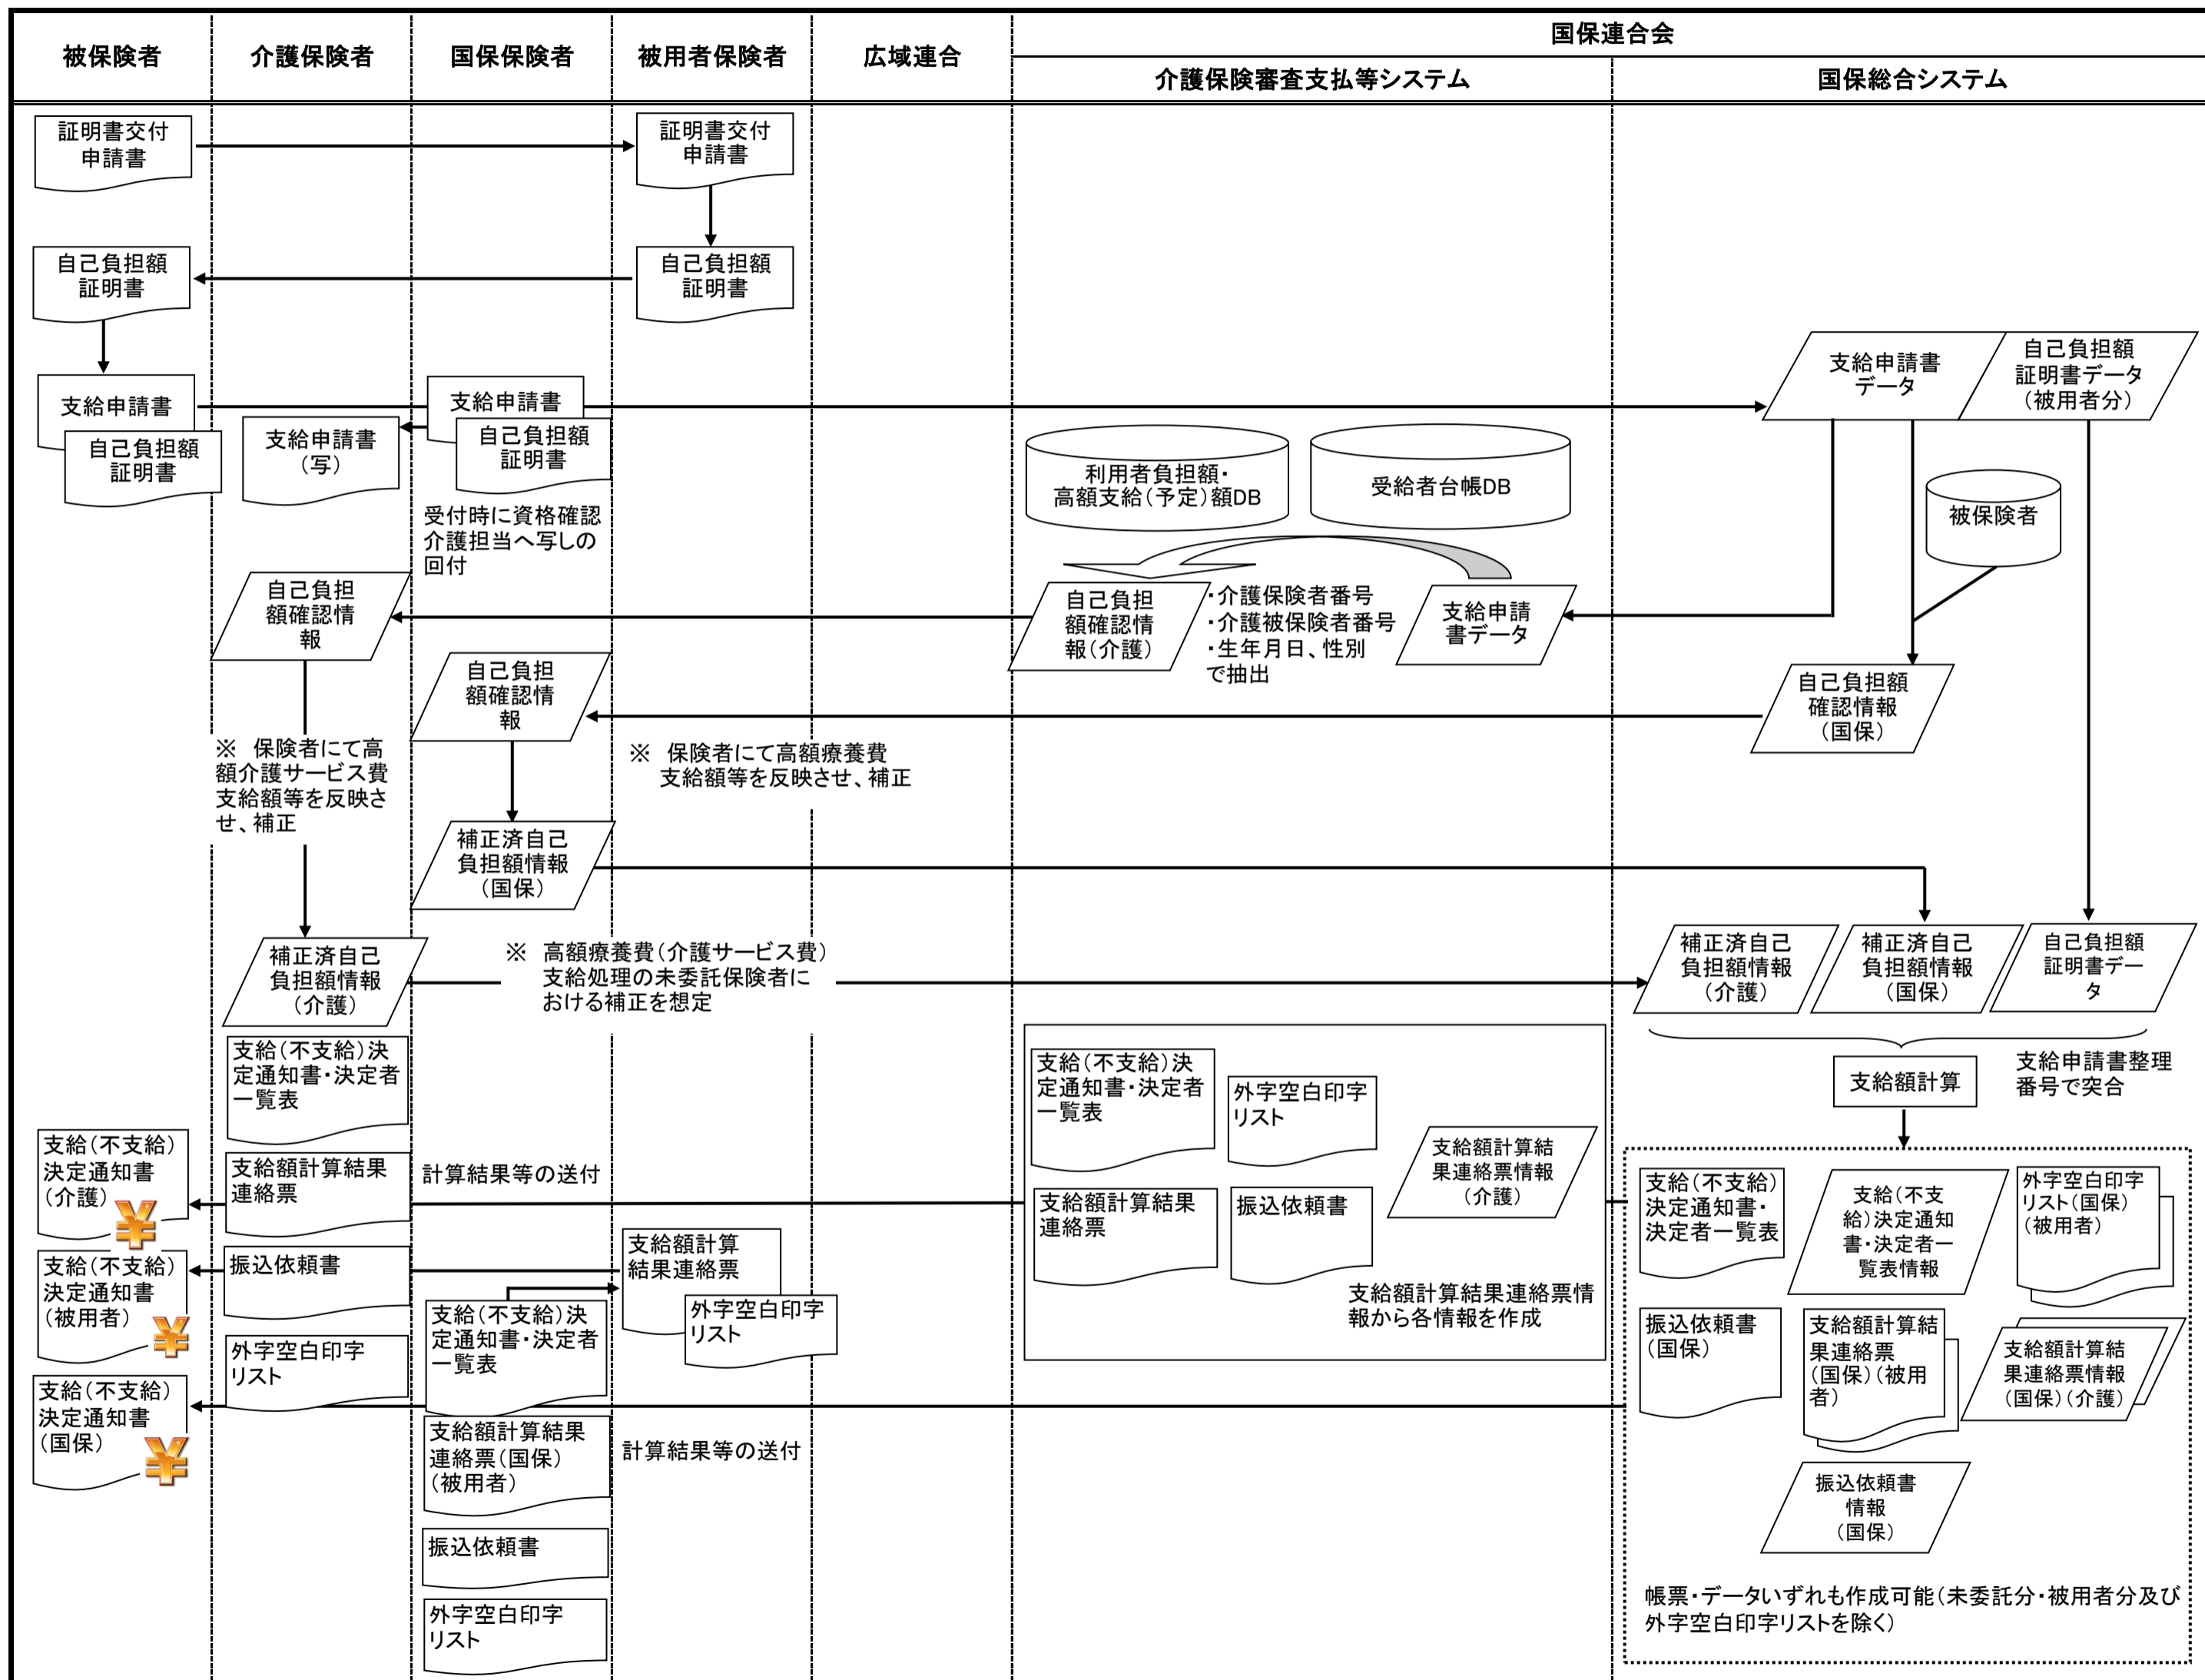 被保険者
介護保険者
国保保険者
被用者保険者
広域連合
国保連合会
介護保険審査支払等システム
国保総合システム
証明書交付
申請書
証明書交付
申請書
自己負担額
証明書
自己負担額
証明書
支給申請書
自己負担額
証明書
支給申請書
（写）
支給申請書
自己負担額
証明書
受付時に資格確認
介護担当へ写しの
回付
支給申請書
データ
自己負担額
証明書データ
（被用者分）
利用者負担額・
高額支給（予定）額DB
受給者台帳DB
被保険者
自己負担
額確認情
報
自己負担
額確認情
報（介護）
・介護保険者番号
・介護被保険者番号
・生年月日、性別
で抽出
支給申請
書データ
自己負担
額確認情
報
自己負担額
確認情報
（国保）
※　保険者にて高
額介護サービス費
支給額等を反映さ
せ、補正
※　保険者にて高額療養費
支給額等を反映させ、補正
補正済自己
負担額情報
（国保）
補正済自己
負担額情報
（介護）
※　高額療養費（介護サービス費）
支給処理の未委託保険者に
おける補正を想定
補正済自己
負担額情報
（介護）
補正済自己
負担額情報
（国保）
自己負担額
証明書デー
タ
支給額計算
支給申請書整理
番号で突合
支給（不支給）決
定通知書・決定者
一覧表
支給額計算結果
連絡票
振込依頼書
外字空白印字
リスト
支給（不支給）
決定通知書
（介護）
¥
支給（不支給）
決定通知書
（被用者）
¥
支給（不支給）
決定通知書
（国保）
¥
計算結果等の送付
支給額計算
結果連絡票
外字空白印字
リスト
支給（不支給）決
定通知書・決定者
一覧表
支給額計算結果
連絡票（国保）
（被用者）
振込依頼書
外字空白印字
リスト
計算結果等の送付
支給（不支給）決
定通知書・決定者
一覧表
外字空白印字
リスト
支給額計算結
果連絡票情報
（介護）
支給額計算結果
連絡票
振込依頼書
支給額計算結果連絡票情
報から各情報を作成
支給（不支給）
決定通知書・
決定者一覧表
支給（不支
給）決定通知
書・決定者一
覧表情報
外字空白印字
リスト（国保）
（被用者）
振込依頼書
（国保）
支給額計算結
果連絡票
（国保）（被用
者）
支給額計算結
果連絡票情報
（国保）（介護）
振込依頼書
情報
（国保）
帳票・データいずれも作成可能（未委託分・被用者分及び
外字空白印字リストを除く）